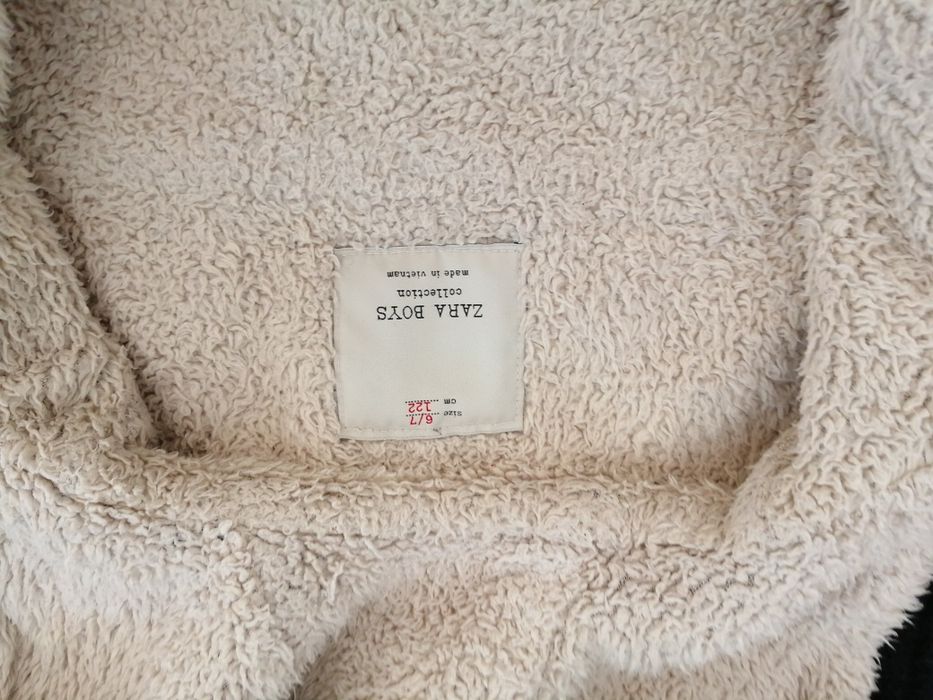 size ...... 6/7
cm ...... 122
ZARA BOYS
collection
made in vietnam